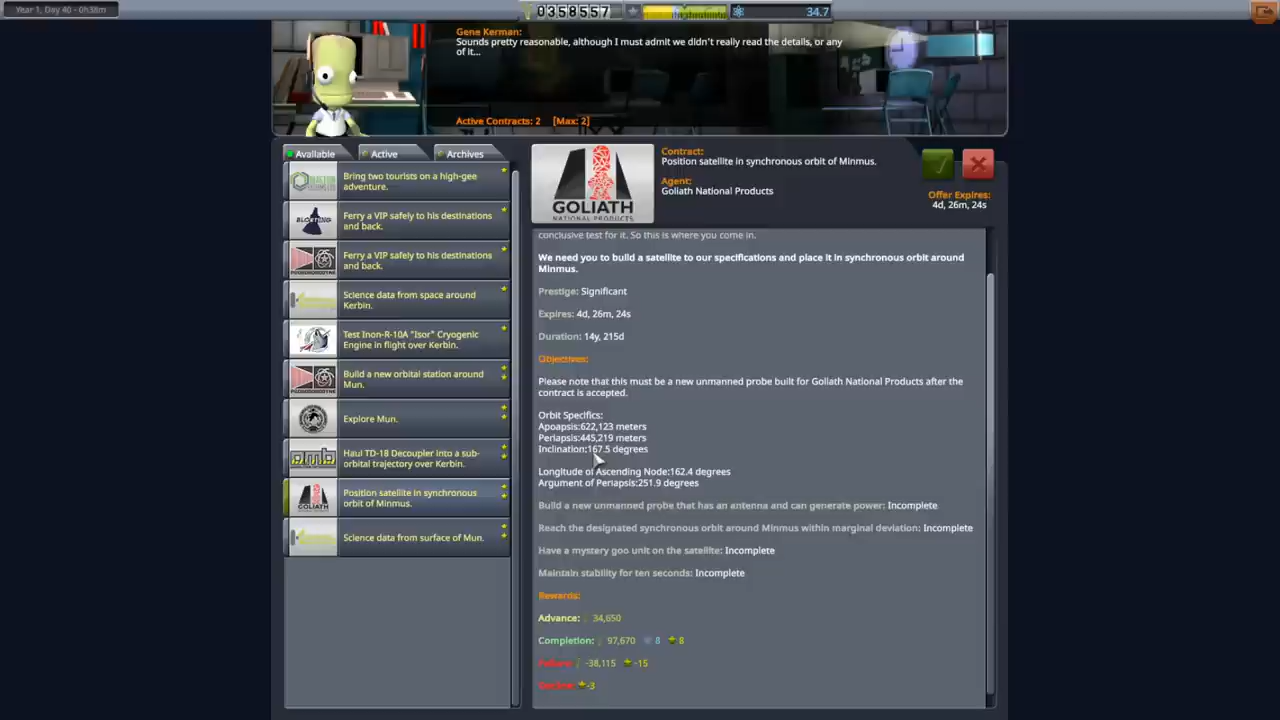 Year 1, Day 40 - 0h38m
0358557
34.7
Gene Kerman:
Sounds pretty reasonable, although I must admit we didn't really read the details, or any
of it...
Active Contracts: 2 [Max: 2]
Available
Active
Archives
Bring two tourists on a high-gee
adventure.
Ferry a VIP safely to his destinations
and back.
Ferry a VIP safely to his destinations
and back.
Science data from space around
Kerbin.
Test Inon-R-10A "Isor" Cryogenic
Engine in flight over Kerbin.
Build a new orbital station around
Mun.
Explore Mun.
Haul TD-18 Decoupler into a sub-
orbital trajectory over Kerbin.
Position satellite in synchronous
orbit of Minmus.
Science data from surface of Mun.
GOLIATH
NATIONAL PRODUCTS
Contract:
Position satellite in synchronous orbit of Minmus.
Agent:
Goliath National Products
Offer Expires:
4d, 26m, 24s
conclusive test for it. So this is where you come in.
We need you to build a satellite to our specifications and place it in synchronous orbit around
Minmus.
Prestige: Significant
Expires: 4d, 26m, 24s
Duration: 14y, 215d
Objectives:
Please note that this must be a new unmanned probe built for Goliath National Products after the
contract is accepted.
Orbit Specifics:
Apoapsis:622,123 meters
Periapsis:445,219 meters
Inclination:167.5 degrees
Longitude of Ascending Node:162.4 degrees
Argument of Periapsis:251.9 degrees
Build a new unmanned probe that has an antenna and can generate power: Incomplete
Reach the designated synchronous orbit around Minmus within marginal deviation: Incomplete
Have a mystery goo unit on the satellite: Incomplete
Maintain stability for ten seconds: Incomplete
Rewards:
Advance: 34,650
Completion: 97,670 8 8
Failure: -38,115 -15
Decline: -3